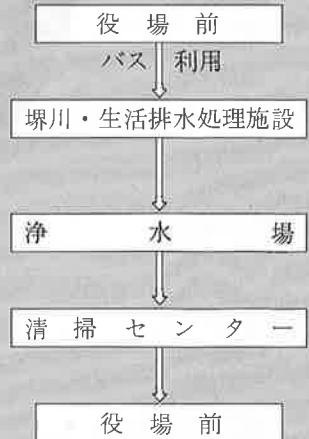 役場前
バス 利用
堺川・生活排水処理施設
浄水場
清掃センター
役場前